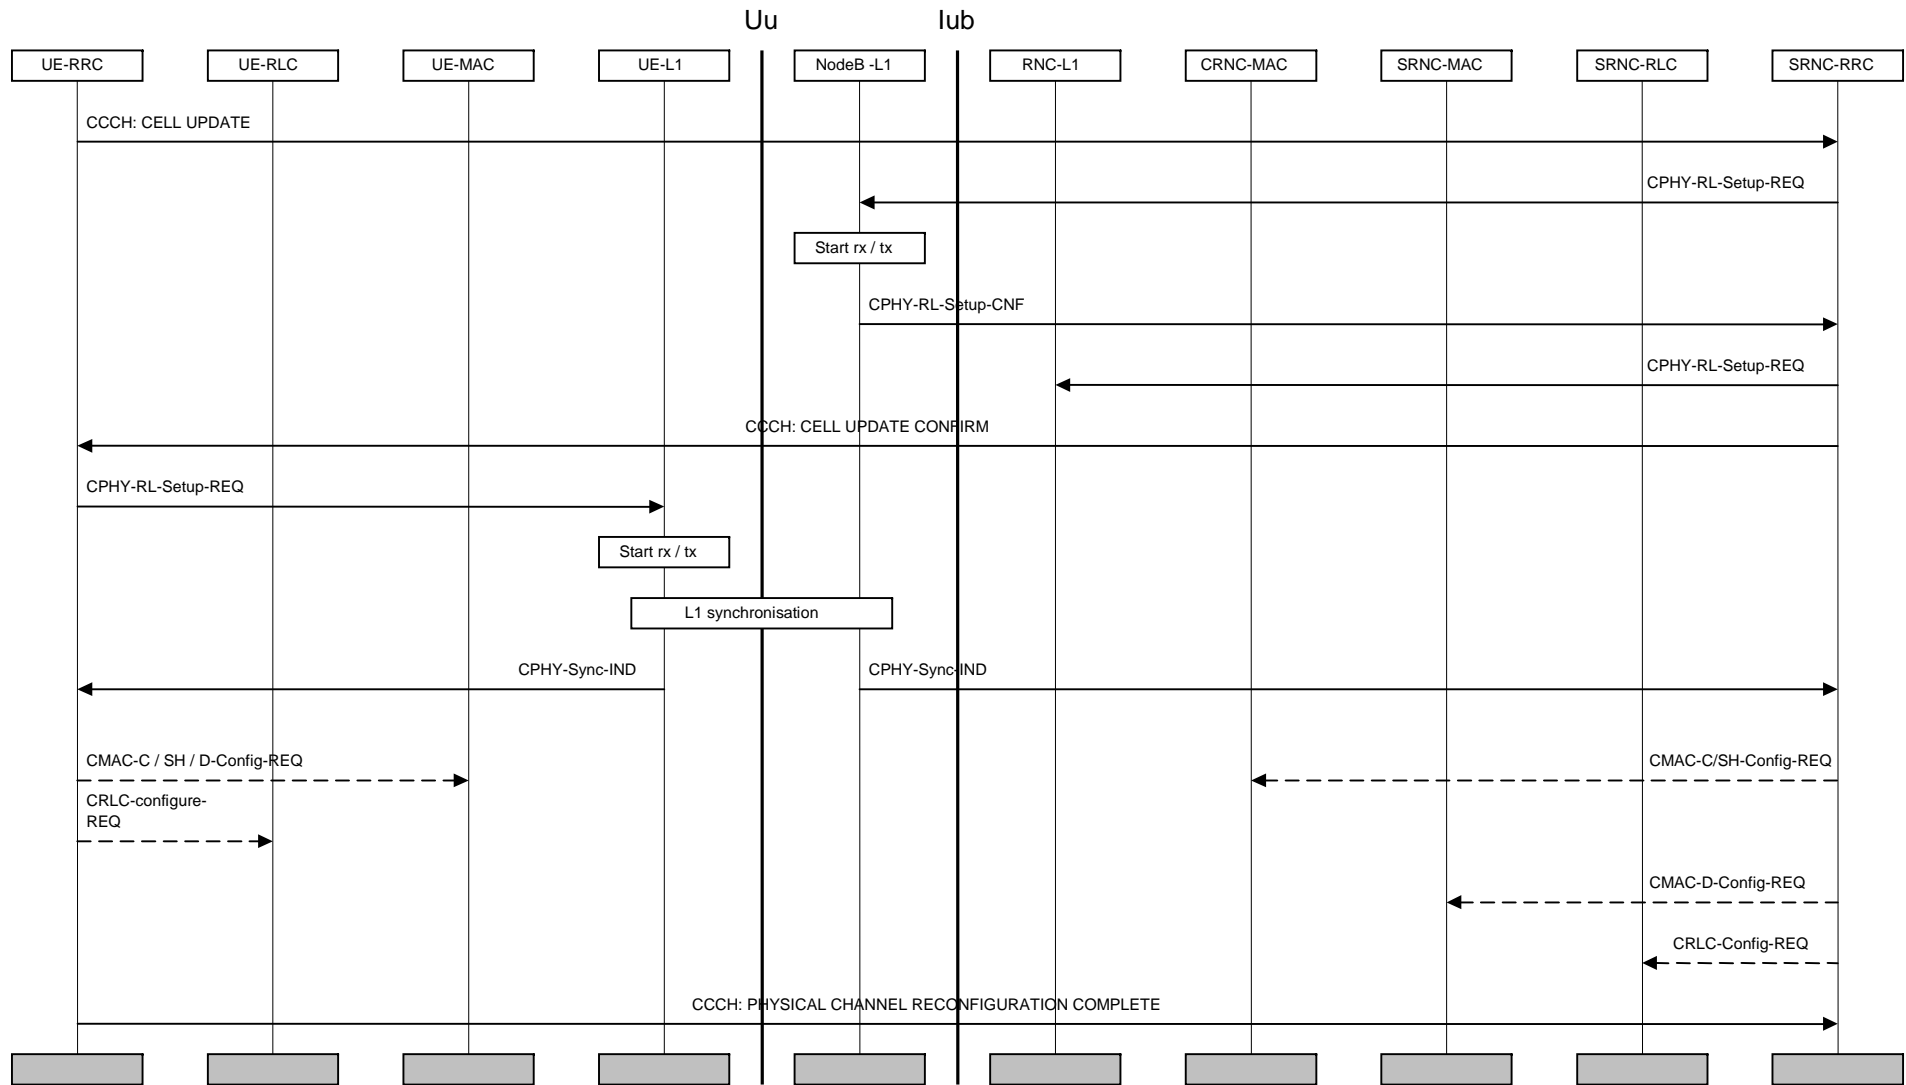 Uu
Iub
UE-RRC
UE-RLC
UE-MAC
UE-L1
NodeB -L1
RNC-L1
CRNC-MAC
SRNC-MAC
SRNC-RLC
SRNC-RRC
CCCH: CELL UPDATE
CPHY-RL-Setup-REQ
Start rx / tx
CPHY-RL-Setup-CNF
CPHY-RL-Setup-REQ
CCCH: CELL UPDATE CONFIRM
CPHY-RL-Setup-REQ
Start rx / tx
L1 synchronisation
CPHY-Sync-IND
CPHY-Sync-IND
CMAC-C / SH / D-Config-REQ
CMAC-C/SH-Config-REQ
CRLC-configure-
REQ
CMAC-D-Config-REQ
CRLC-Config-REQ
CCCH: PHYSICAL CHANNEL RECONFIGURATION COMPLETE